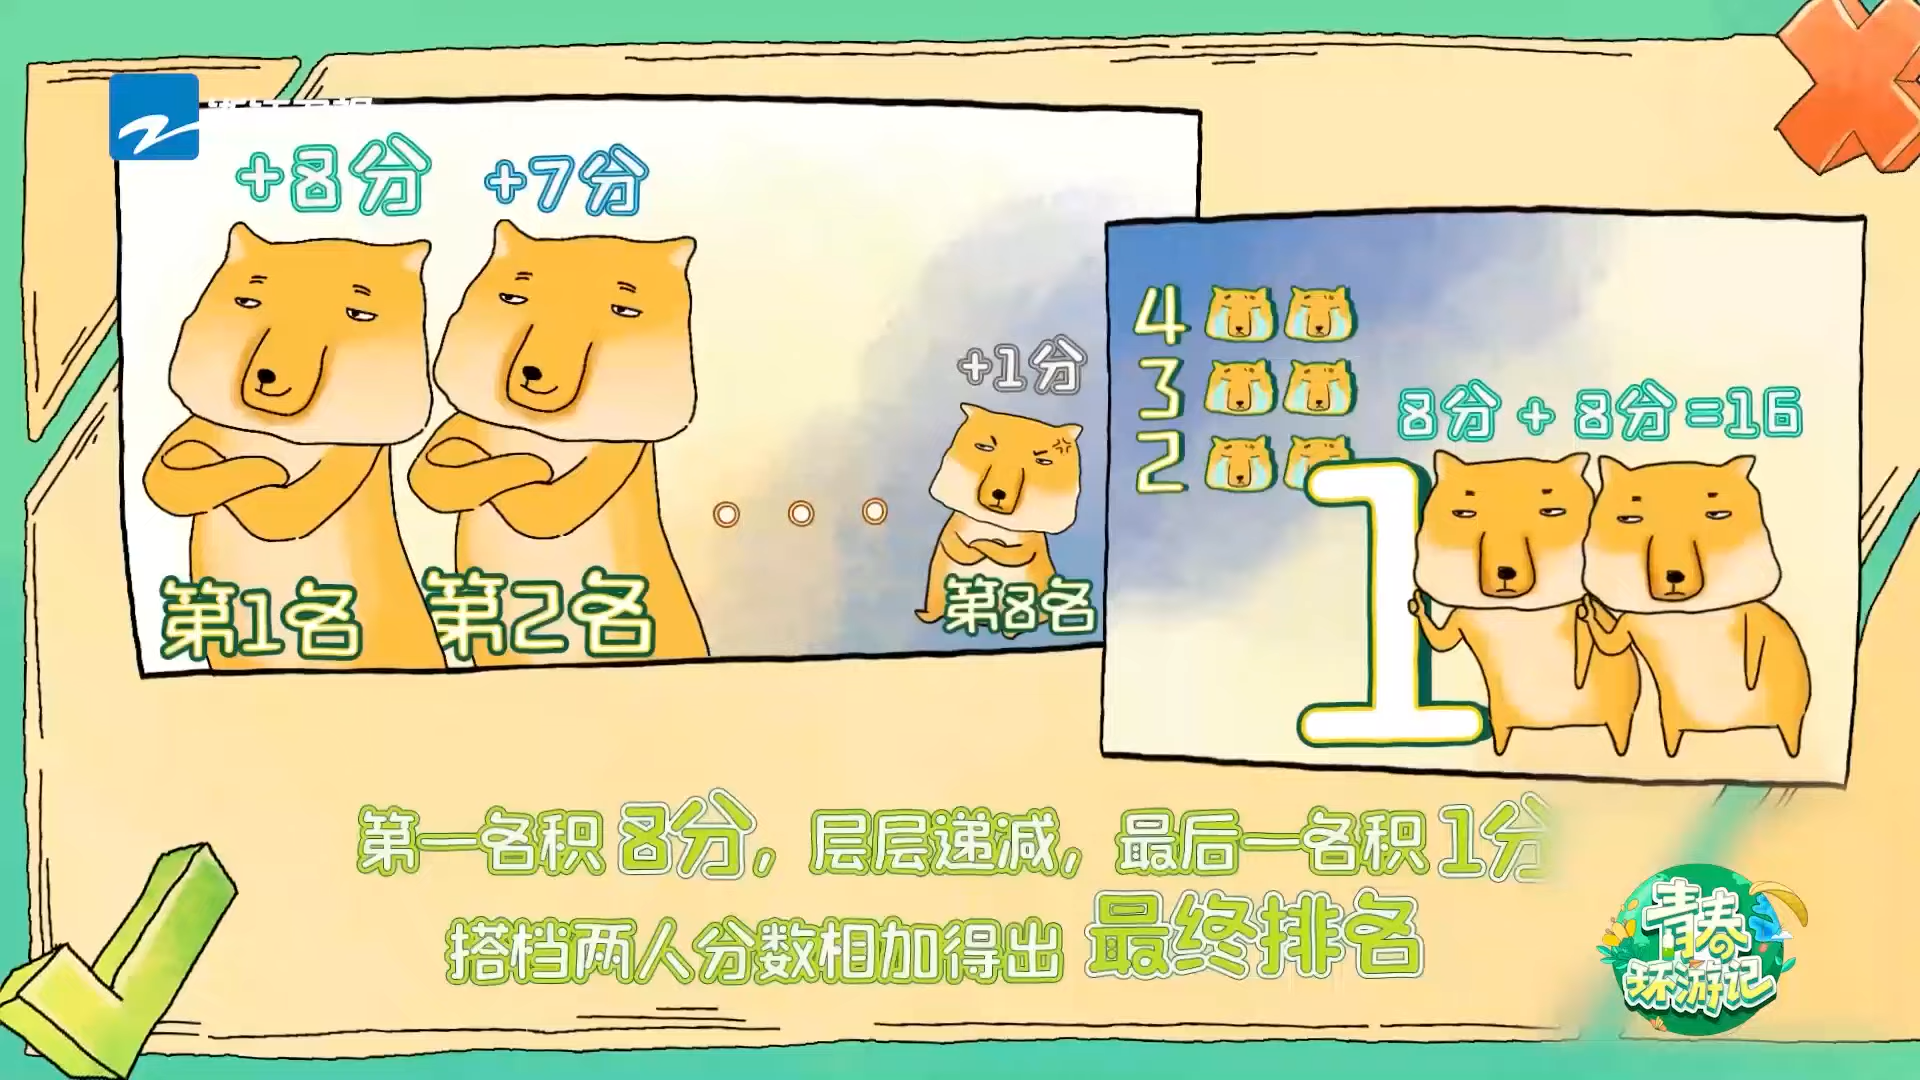 +8分 +7分
+1分
第1名 第2名 第8名
4
3
2
1
8分 + 8分 =16
第一名积8分，层层递减，最后一名积1分
搭档两人分数相加得出 最终排名
青春
环游记